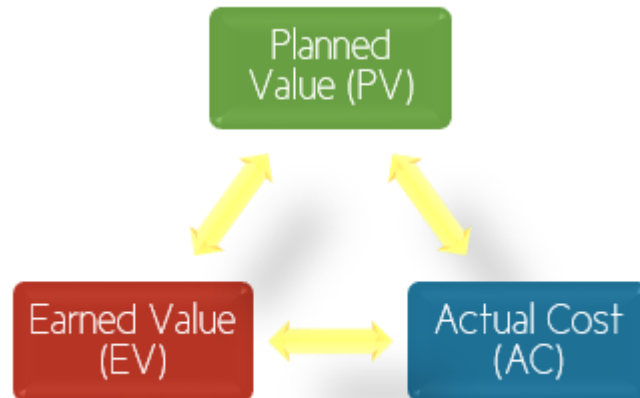 Planned
Value (PV)
Earned Value
(EV)
Actual Cost
(AC)